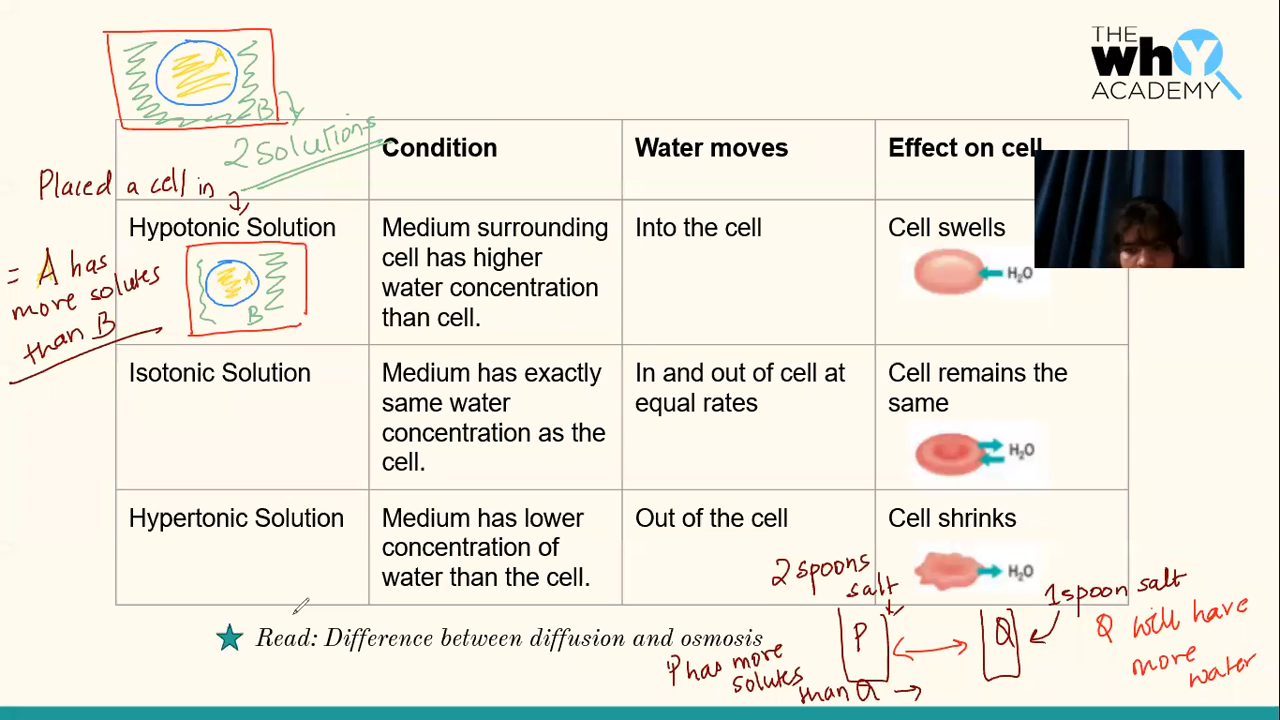 THE
whY
ACADEMY
A
B
2 solutions
Condition
Water moves
Effect on cell
Placed a cell in
Hypotonic Solution
Medium surrounding
cell has higher
water concentration
than cell.
Into the cell
Cell swells
H₂O
= A has
more solutes
than B
A
B
Isotonic Solution
Medium has exactly
same water
concentration as the
cell.
In and out of cell at
equal rates
Cell remains the
same
H₂O
Hypertonic Solution
Medium has lower
concentration of
water than the cell.
Out of the cell
Cell shrinks
H₂O
2 spoons
salt
P
Q
1 spoon salt
Q will have
more
water
Read: Difference between diffusion and osmosis
P has more
solutes
than Q